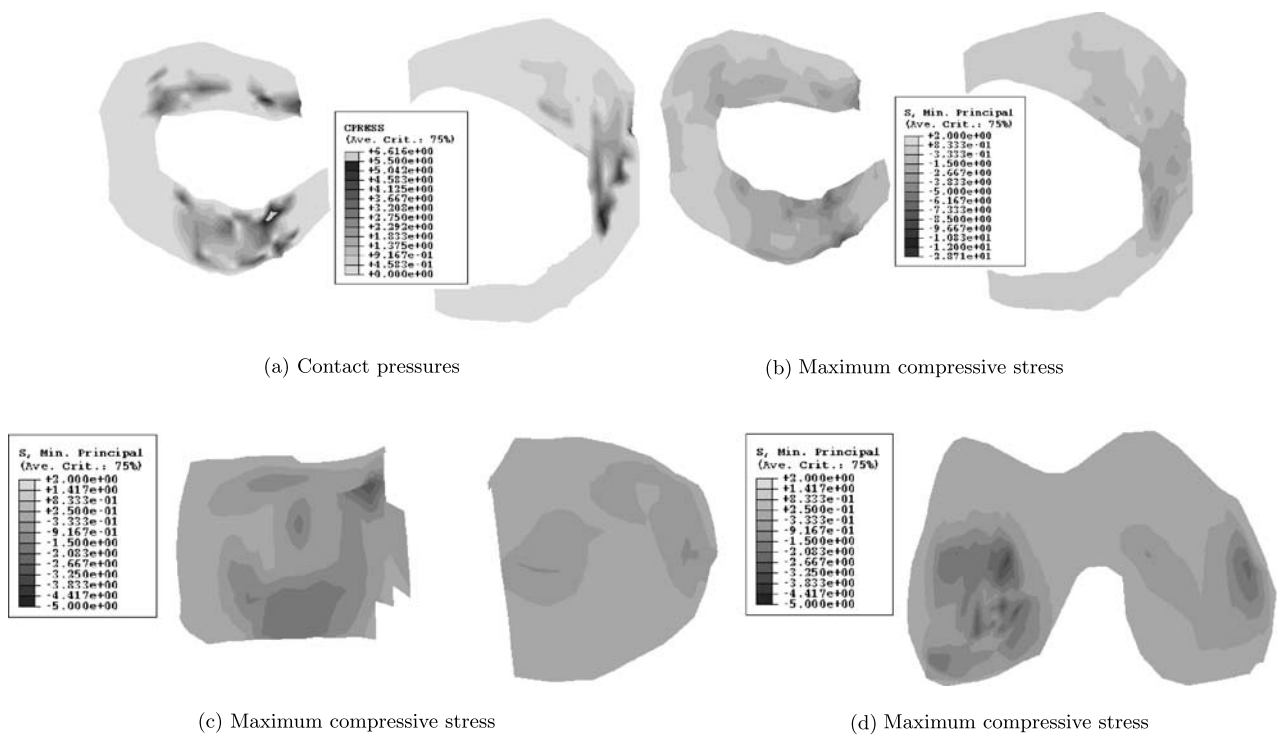 CPRESS
(Ave. Crit.: 75%)
+6.616e+00
+5.500e+00
+5.042e+00
+4.583e+00
+4.125e+00
+3.667e+00
+3.208e+00
+2.750e+00
+2.292e+00
+1.833e+00
+1.375e+00
+9.167e-01
+4.583e-01
+0.000e+00
S, Min. Principal
(Ave. Crit.: 75%)
+2.000e+00
+8.333e-01
-3.333e-01
-1.500e+00
-2.667e+00
-3.833e+00
-5.000e+00
-6.167e+00
-7.333e+00
-8.500e+00
-9.667e+00
-1.083e+01
-1.200e+01
-2.871e+01
(a) Contact pressures
(b) Maximum compressive stress
S, Min. Principal
(Ave. Crit.: 75%)
+2.000e+00
+1.417e+00
+8.333e-01
+2.500e-01
-3.333e-01
-9.167e-01
-1.500e+00
-2.083e+00
-2.667e+00
-3.250e+00
-3.833e+00
-4.417e+00
-5.000e+00
S, Min. Principal
(Ave. Crit.: 75%)
+2.000e+00
+1.417e+00
+8.333e-01
+2.500e-01
-3.333e-01
-9.167e-01
-1.500e+00
-2.083e+00
-2.667e+00
-3.250e+00
-3.833e+00
-4.417e+00
-5.000e+00
(c) Maximum compressive stress
(d) Maximum compressive stress